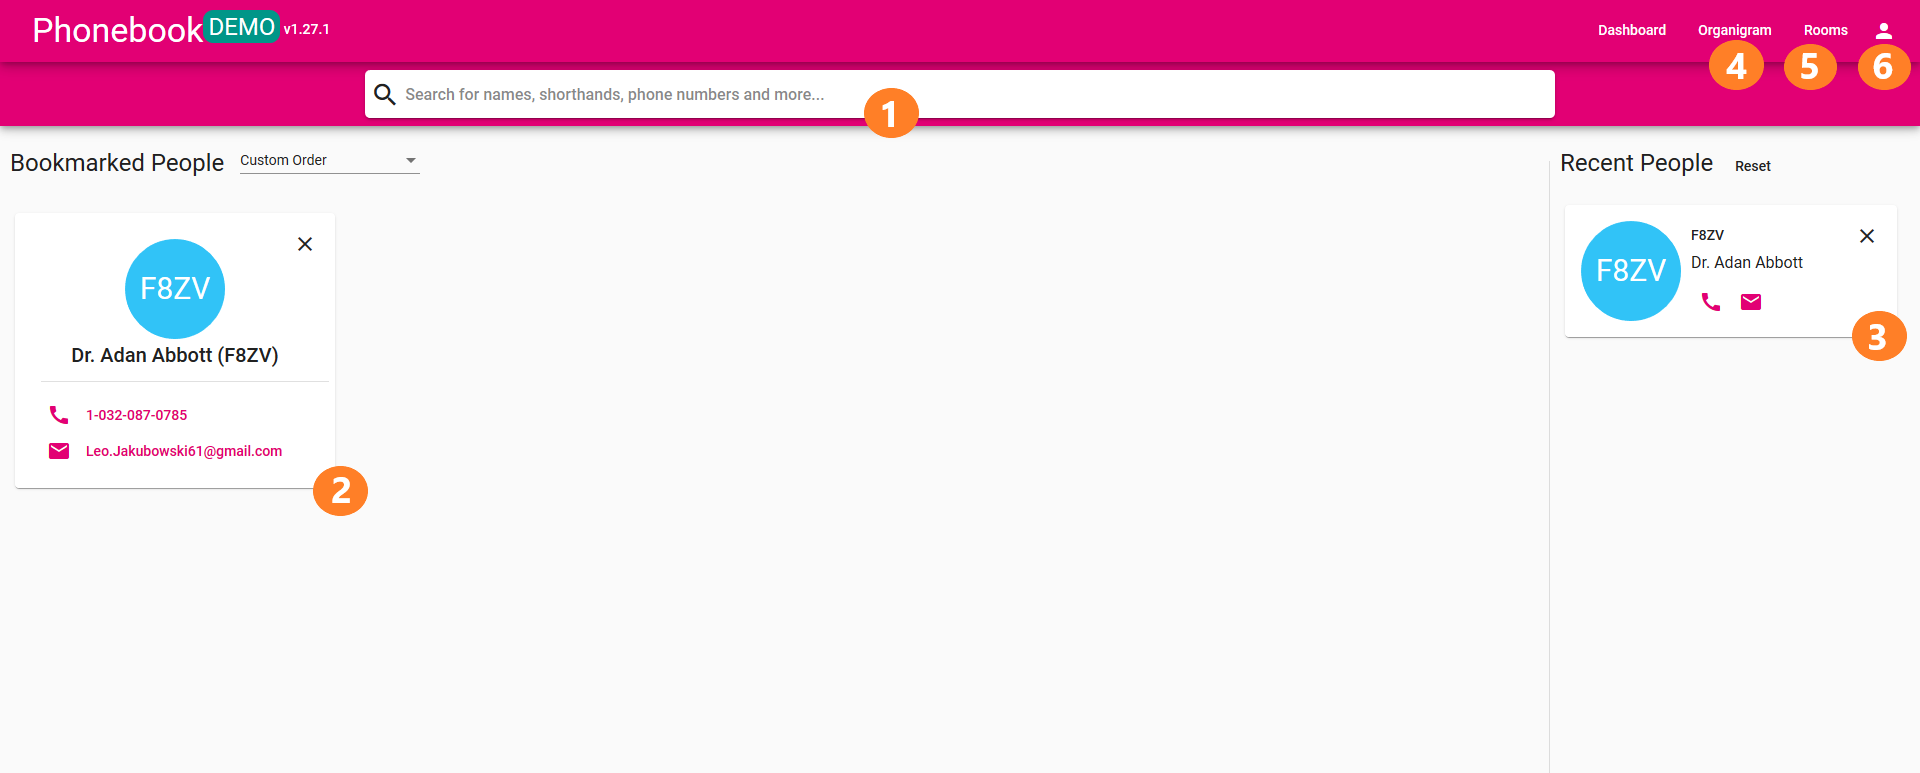 Phonebook DEMO v1.27.1
Dashboard Organigram Rooms
4 5 6
Search for names, shorthands, phone numbers and more...
1
Bookmarked People Custom Order
F8ZV
Dr. Adan Abbott (F8ZV)
1-032-087-0785
Leo.Jakubowski61@gmail.com
2
Recent People Reset
F8ZV
F8ZV
Dr. Adan Abbott
3